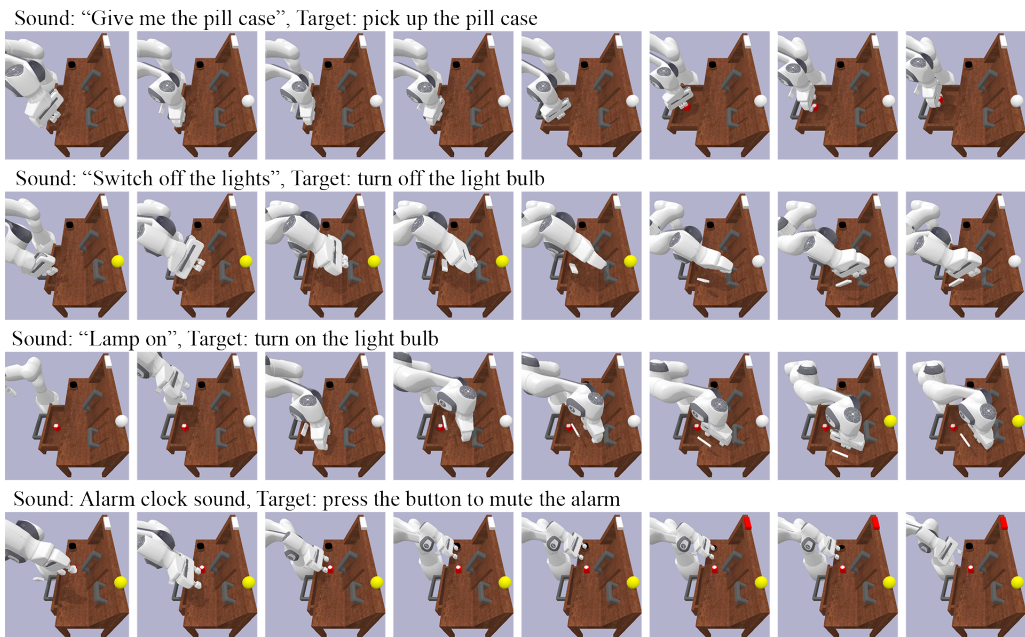 Sound: “Give me the pill case”, Target: pick up the pill case
Sound: “Switch off the lights”, Target: turn off the light bulb
Sound: “Lamp on”, Target: turn on the light bulb
Sound: Alarm clock sound, Target: press the button to mute the alarm